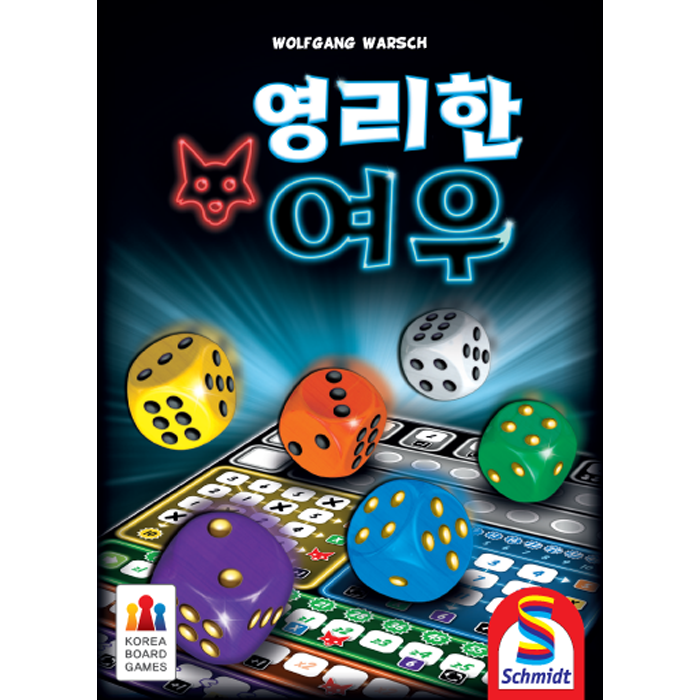 WOLFGANG WARSCH
영리한
여우
KOREA
BOARD
GAMES
Schmidt